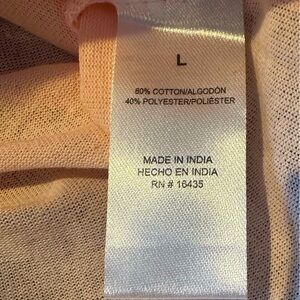 L
60% COTTON/ALGODÓN
40% POLYESTER/POLIÉSTER
MADE IN INDIA
HECHO EN INDIA
RN # 16435